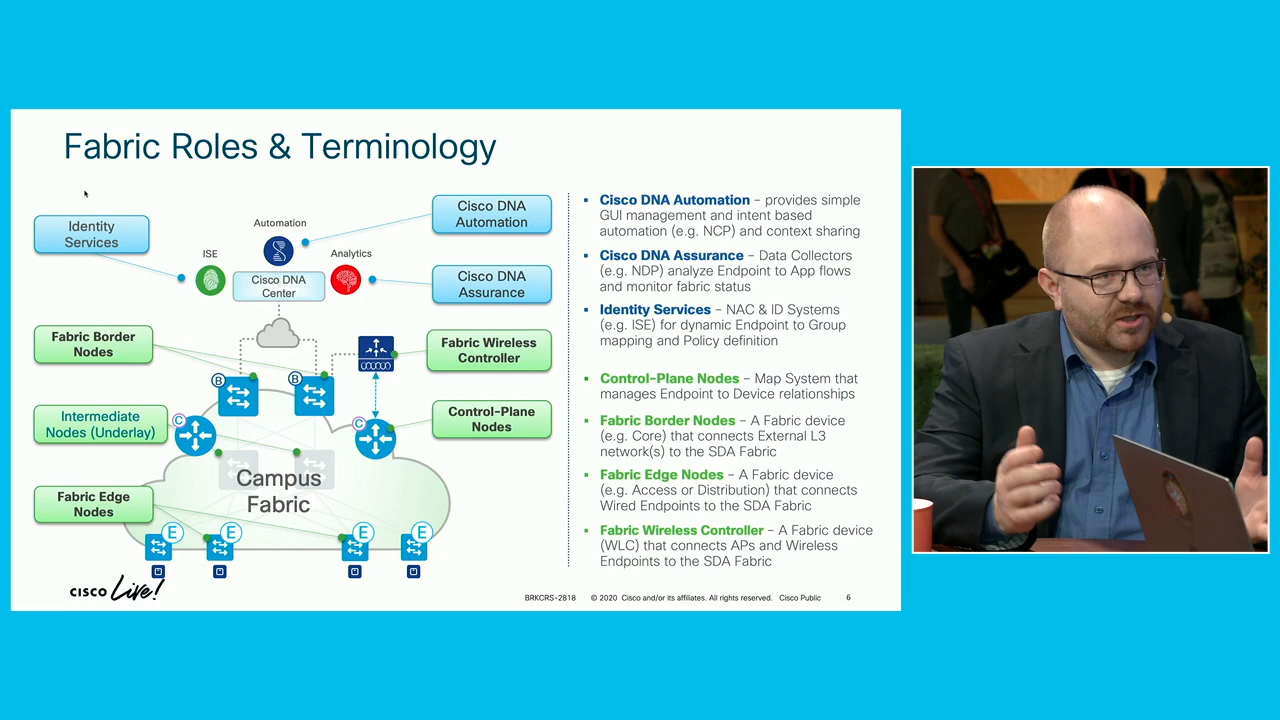 Fabric Roles & Terminology
Identity
Services
Automation
ISE
Analytics
Cisco DNA
Center
Cisco DNA
Automation
Cisco DNA
Assurance
Fabric Border
Nodes
Fabric Wireless
Controller
B
B
Intermediate
Nodes (Underlay)
C
C
Control-Plane
Nodes
Campus
Fabric
Fabric Edge
Nodes
E
E
E
E
▪ Cisco DNA Automation – provides simple
GUI management and intent based
automation (e.g. NCP) and context sharing
▪ Cisco DNA Assurance – Data Collectors
(e.g. NDP) analyze Endpoint to App flows
and monitor fabric status
▪ Identity Services – NAC & ID Systems
(e.g. ISE) for dynamic Endpoint to Group
mapping and Policy definition
▪ Control-Plane Nodes – Map System that
manages Endpoint to Device relationships
▪ Fabric Border Nodes – A Fabric device
(e.g. Core) that connects External L3
network(s) to the SDA Fabric
▪ Fabric Edge Nodes – A Fabric device
(e.g. Access or Distribution) that connects
Wired Endpoints to the SDA Fabric
▪ Fabric Wireless Controller – A Fabric device
(WLC) that connects APs and Wireless
Endpoints to the SDA Fabric
CISCO Live!
BRKCRS-2818 © 2020 Cisco and/or its affiliates. All rights reserved. Cisco Public 6